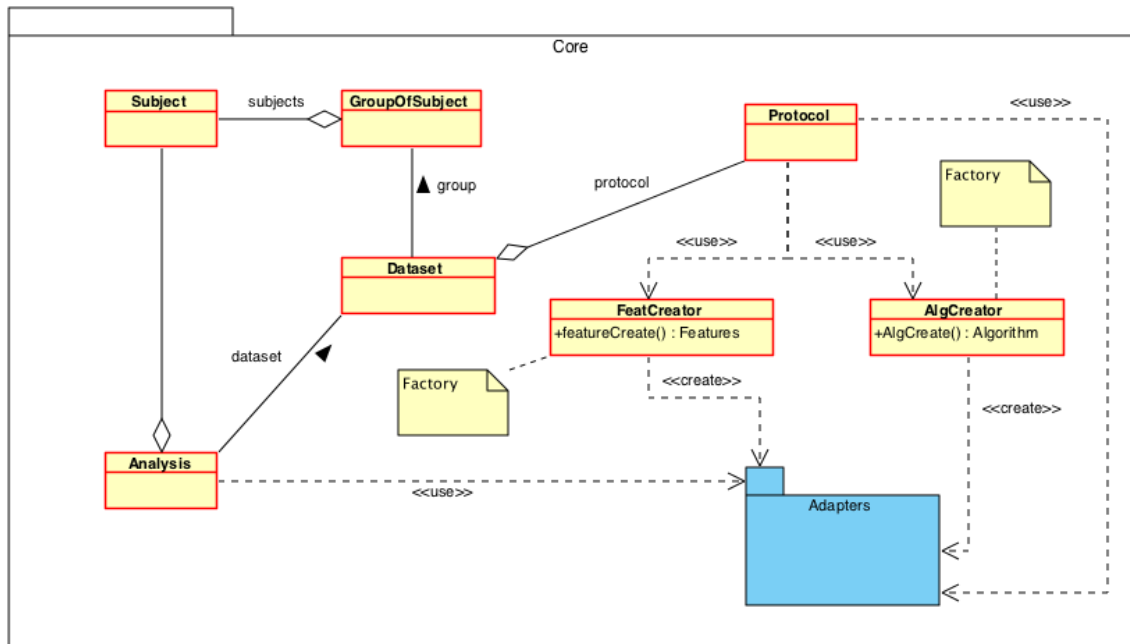 Core
Subject
subjects
GroupOfSubject
Protocol
<<use>>
Factory
group
protocol
<<use>>
<<use>>
Dataset
FeatCreator
+featureCreate() : Features
AlgCreator
+AlgCreate() : Algorithm
dataset
Factory
<<create>>
<<create>>
Analysis
<<use>>
Adapters